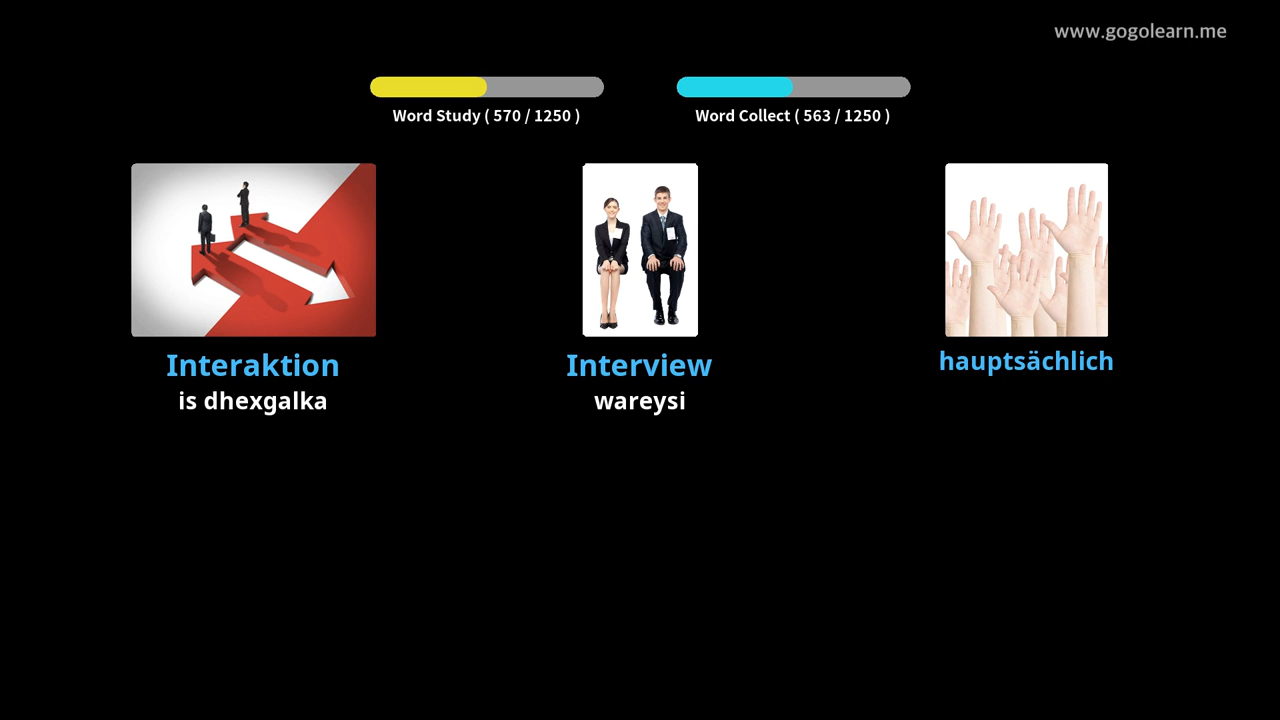 www.gogolearn.me
Word Study ( 570 / 1250 )
Word Collect ( 563 / 1250 )
Interaktion
is dhexgalka
Interview
wareysi
hauptsächlich